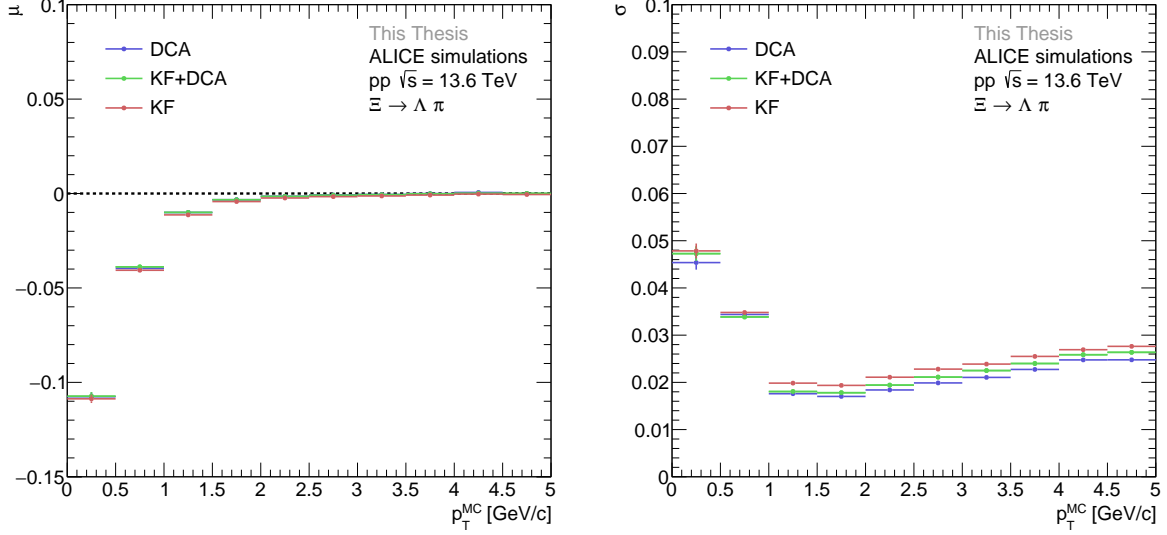 μ
0.1
0.05
0
−0.05
−0.1
−0.15
DCA
KF+DCA
KF
This Thesis
ALICE simulations
pp √s = 13.6 TeV
Ξ → Λ π
0 0.5 1 1.5 2 2.5 3 3.5 4 4.5 5
p_T^MC [GeV/c]
σ
0.1
0.09
0.08
0.07
0.06
0.05
0.04
0.03
0.02
0.01
0
DCA
KF+DCA
KF
This Thesis
ALICE simulations
pp √s = 13.6 TeV
Ξ → Λ π
0 0.5 1 1.5 2 2.5 3 3.5 4 4.5 5
p_T^MC [GeV/c]